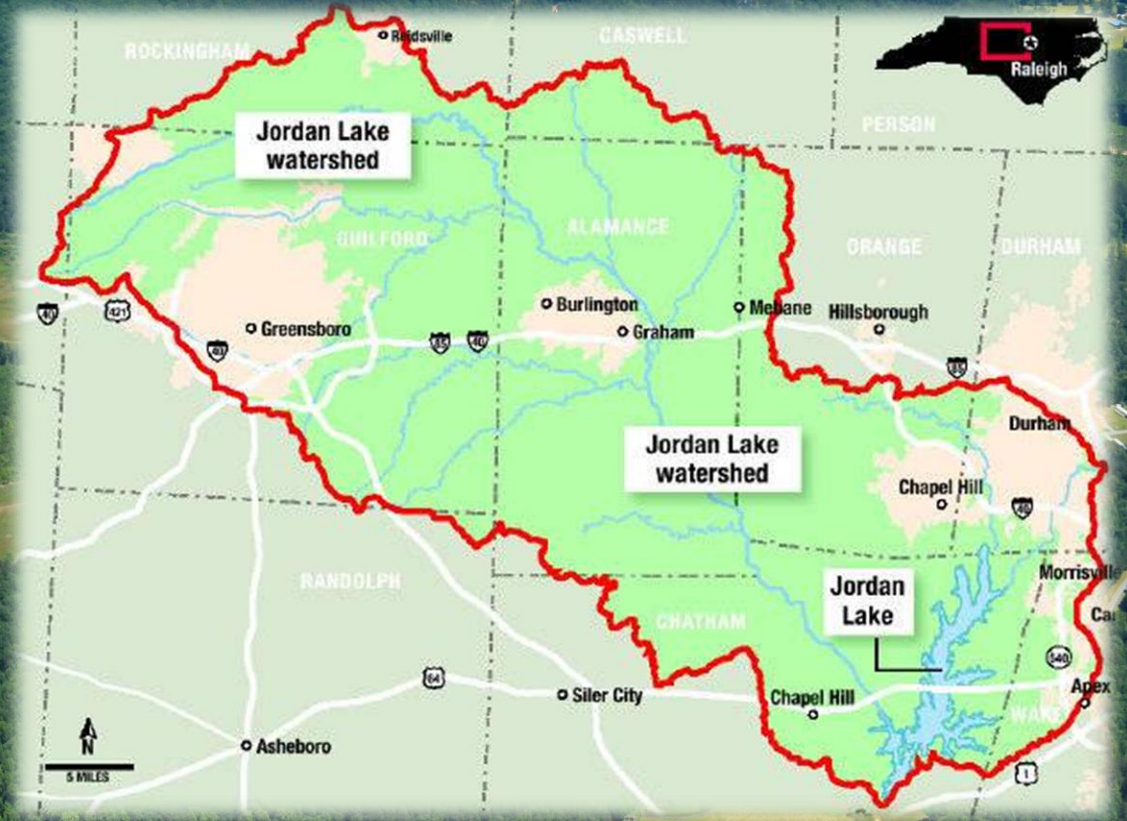 Reidsville
CASWELL
ROCKINGHAM
Raleigh
Jordan Lake
watershed
PERSON
GUILFORD
ALAMANCE
ORANGE
DURHAM
40
421
Greensboro
40
Burlington
Graham
85
40
Mebane
Hillsborough
85
Durham
Jordan Lake
watershed
Chapel Hill
40
RANDOLPH
Jordan
Lake
Morrisville
CHATHAM
Ca
540
64
Siler City
Chapel Hill
Apex
WAKE
N
5 MILES
Asheboro
1